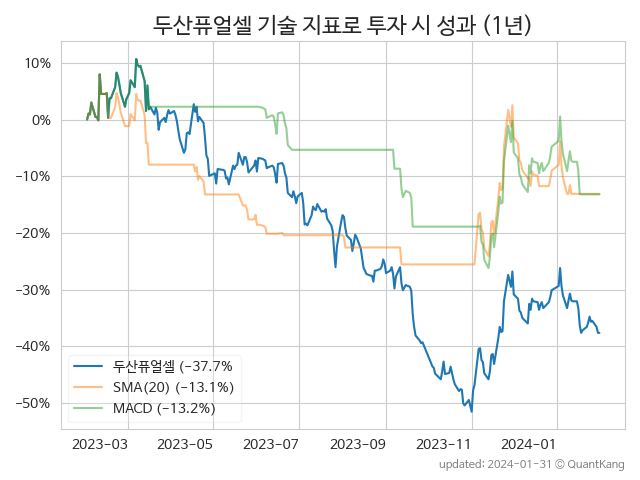 두산퓨얼셀 기술 지표로 투자 시 성과 (1년)
10%
0%
−10%
−20%
−30%
−40%
−50%
두산퓨얼셀 (−37.7%
SMA(20) (−13.1%)
MACD (−13.2%)
2023-03 2023-05 2023-07 2023-09 2023-11 2024-01
updated: 2024-01-31 © QuantKang